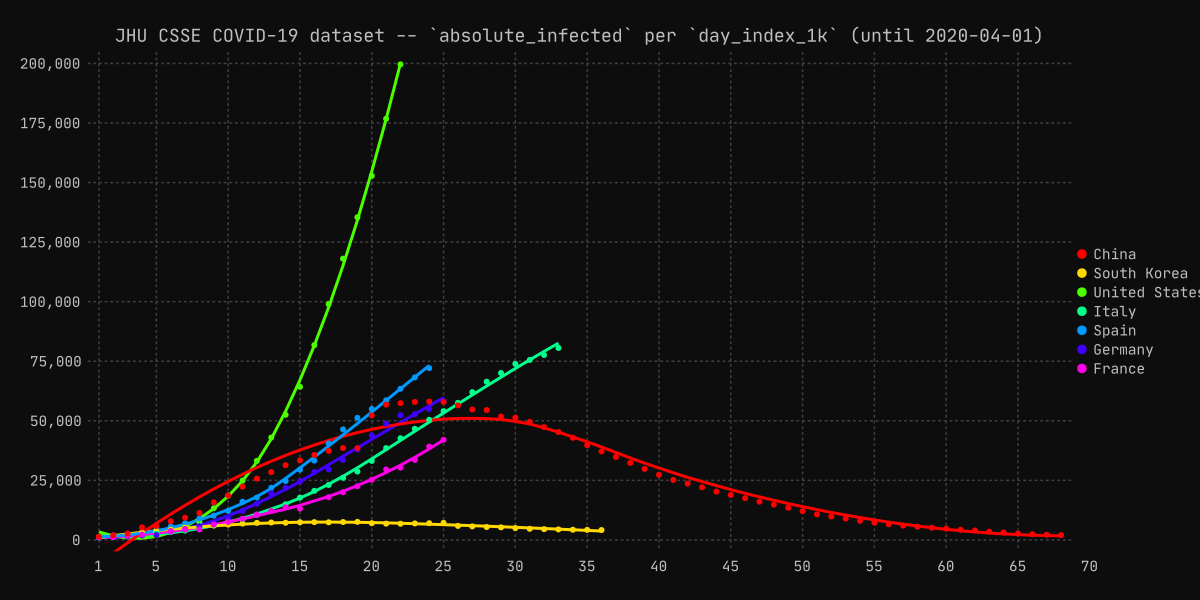 JHU CSSE COVID-19 dataset -- `absolute_infected` per `day_index_1k` (until 2020-04-01)
200,000
175,000
150,000
125,000
100,000
75,000
50,000
25,000
0
1 5 10 15 20 25 30 35 40 45 50 55 60 65 70
China
South Korea
United States
Italy
Spain
Germany
France